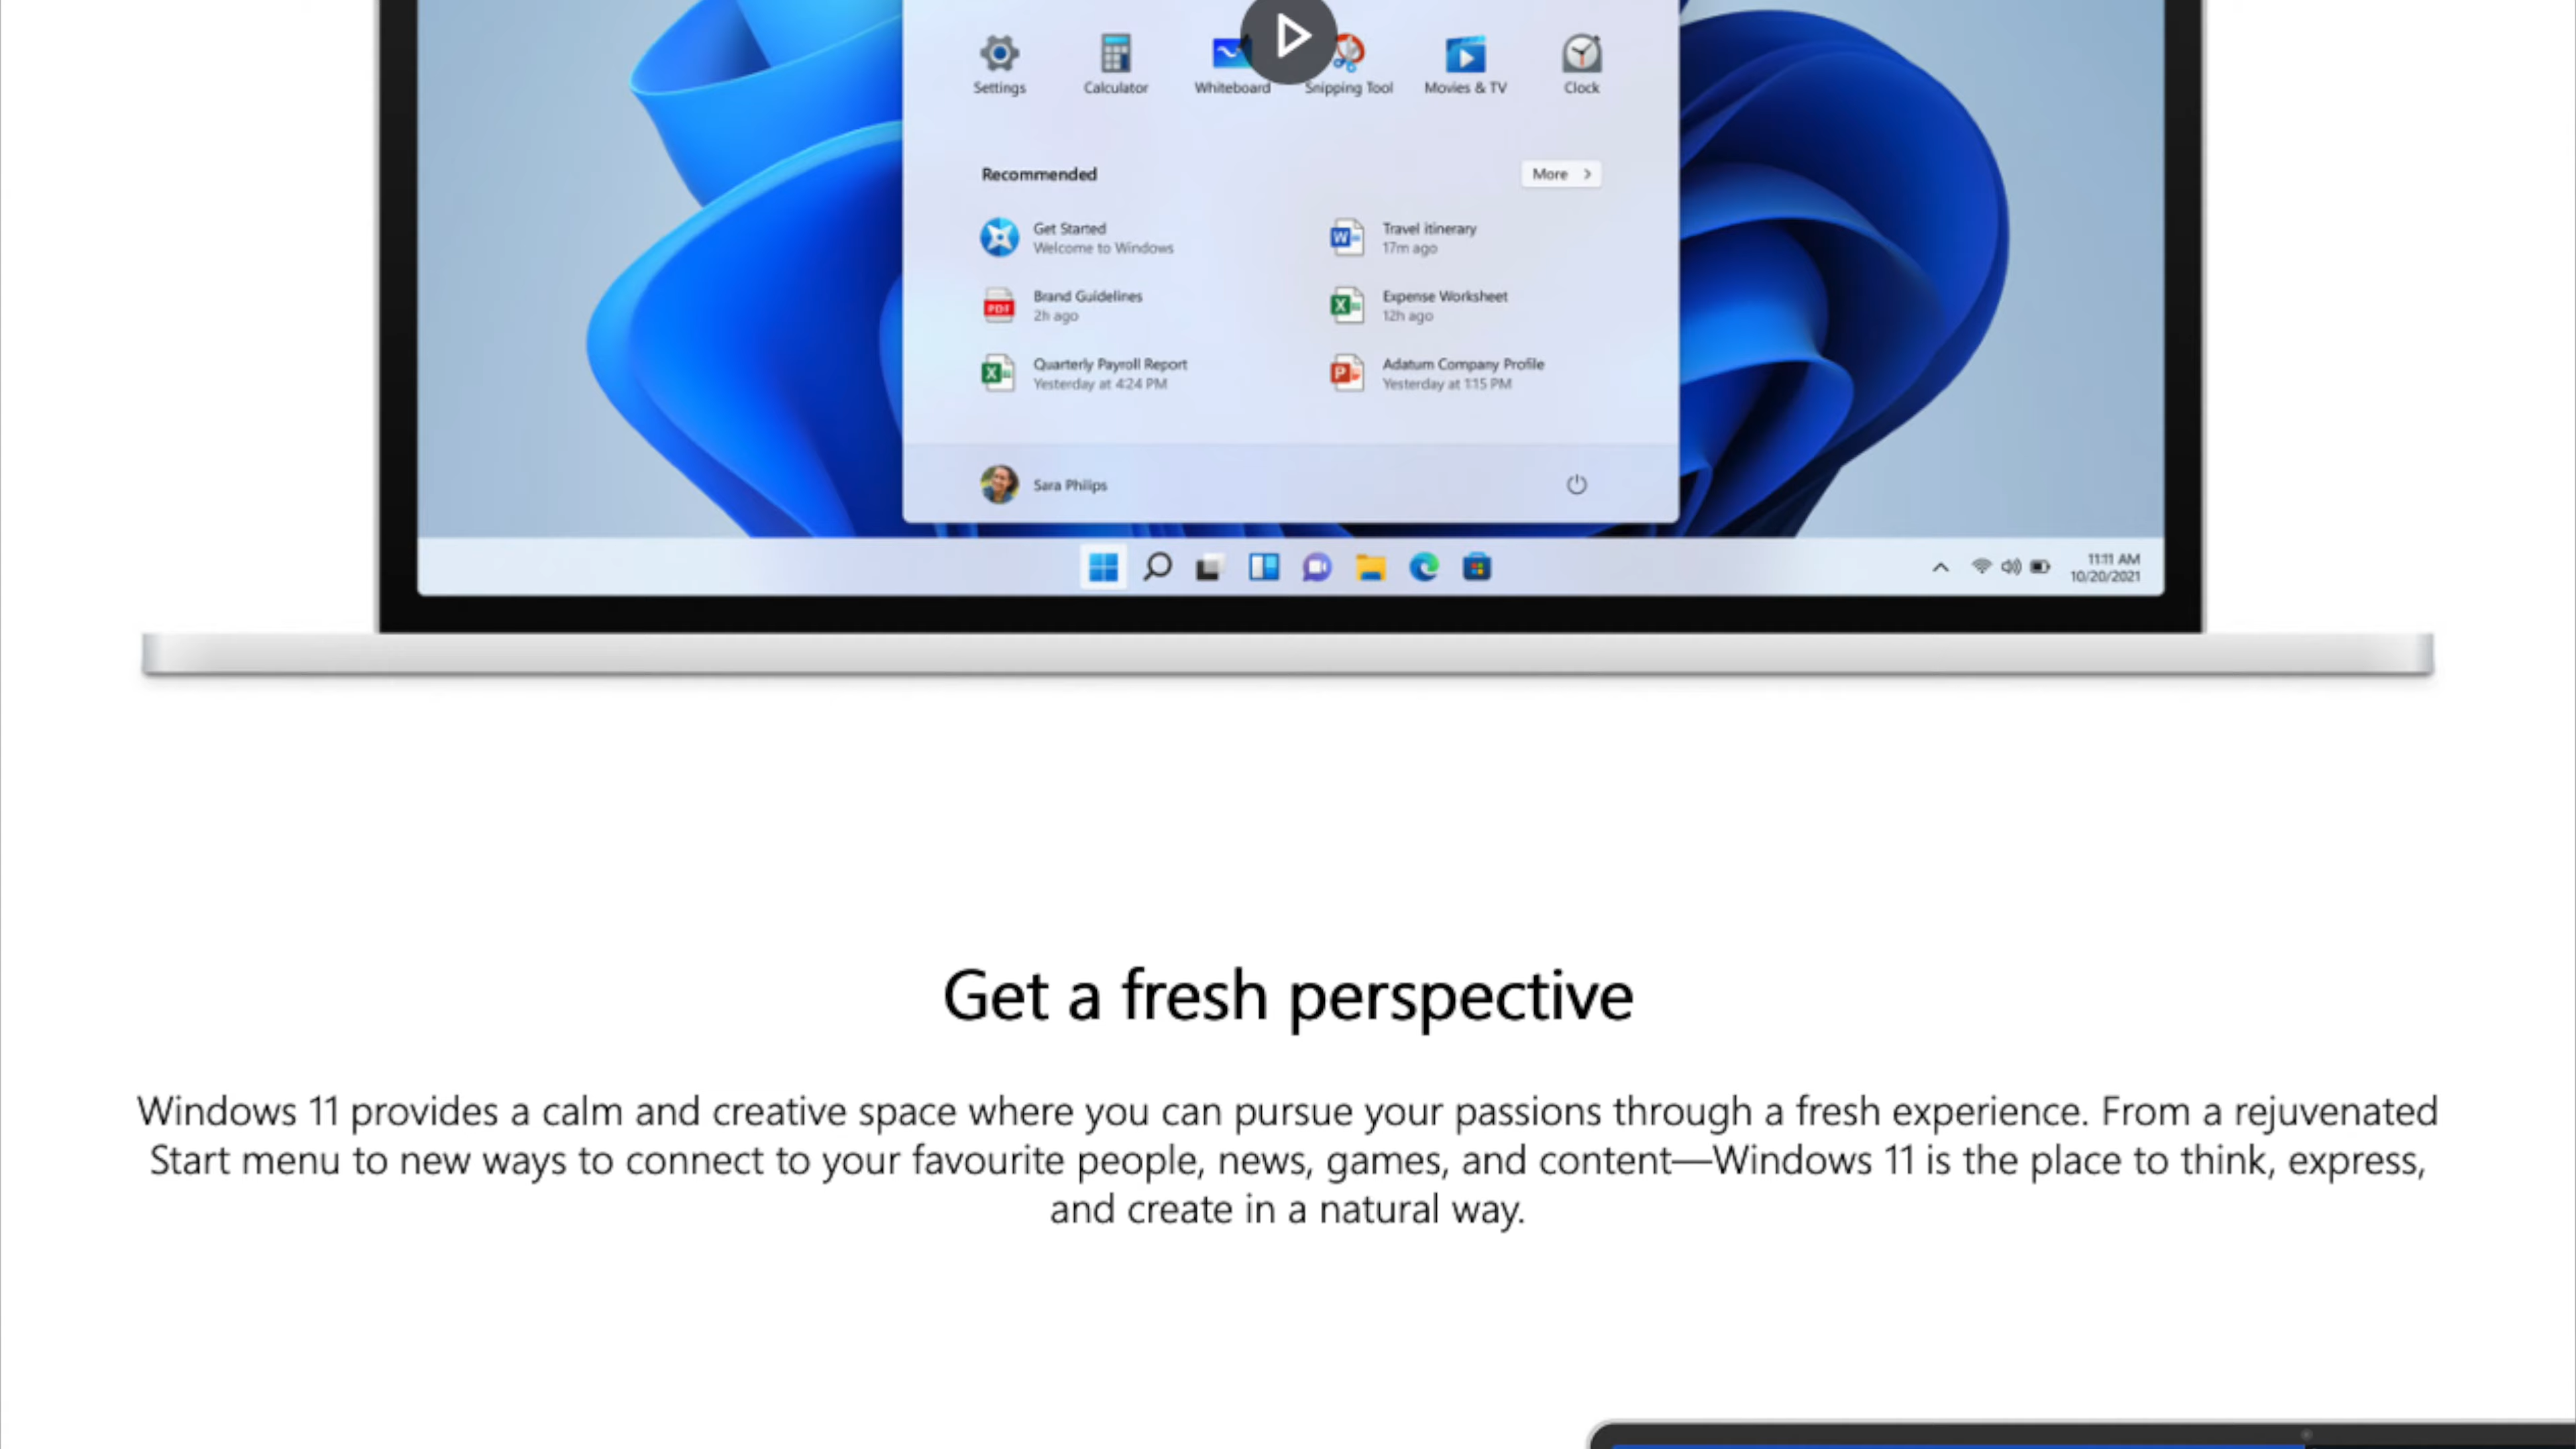 Settings Calculator Whiteboard Snipping Tool Movies & TV Clock
Recommended More
Get Started Travel itinerary
Welcome to Windows 17m ago
PDF
Brand Guidelines Expense Worksheet
2h ago 12h ago
Quarterly Payroll Report Adatum Company Profile
Yesterday at 4:24 PM Yesterday at 1:15 PM
Sara Philips
11:11 AM
10/20/2021
Get a fresh perspective
Windows 11 provides a calm and creative space where you can pursue your passions through a fresh experience. From a rejuvenated
Start menu to new ways to connect to your favourite people, news, games, and content—Windows 11 is the place to think, express,
and create in a natural way.